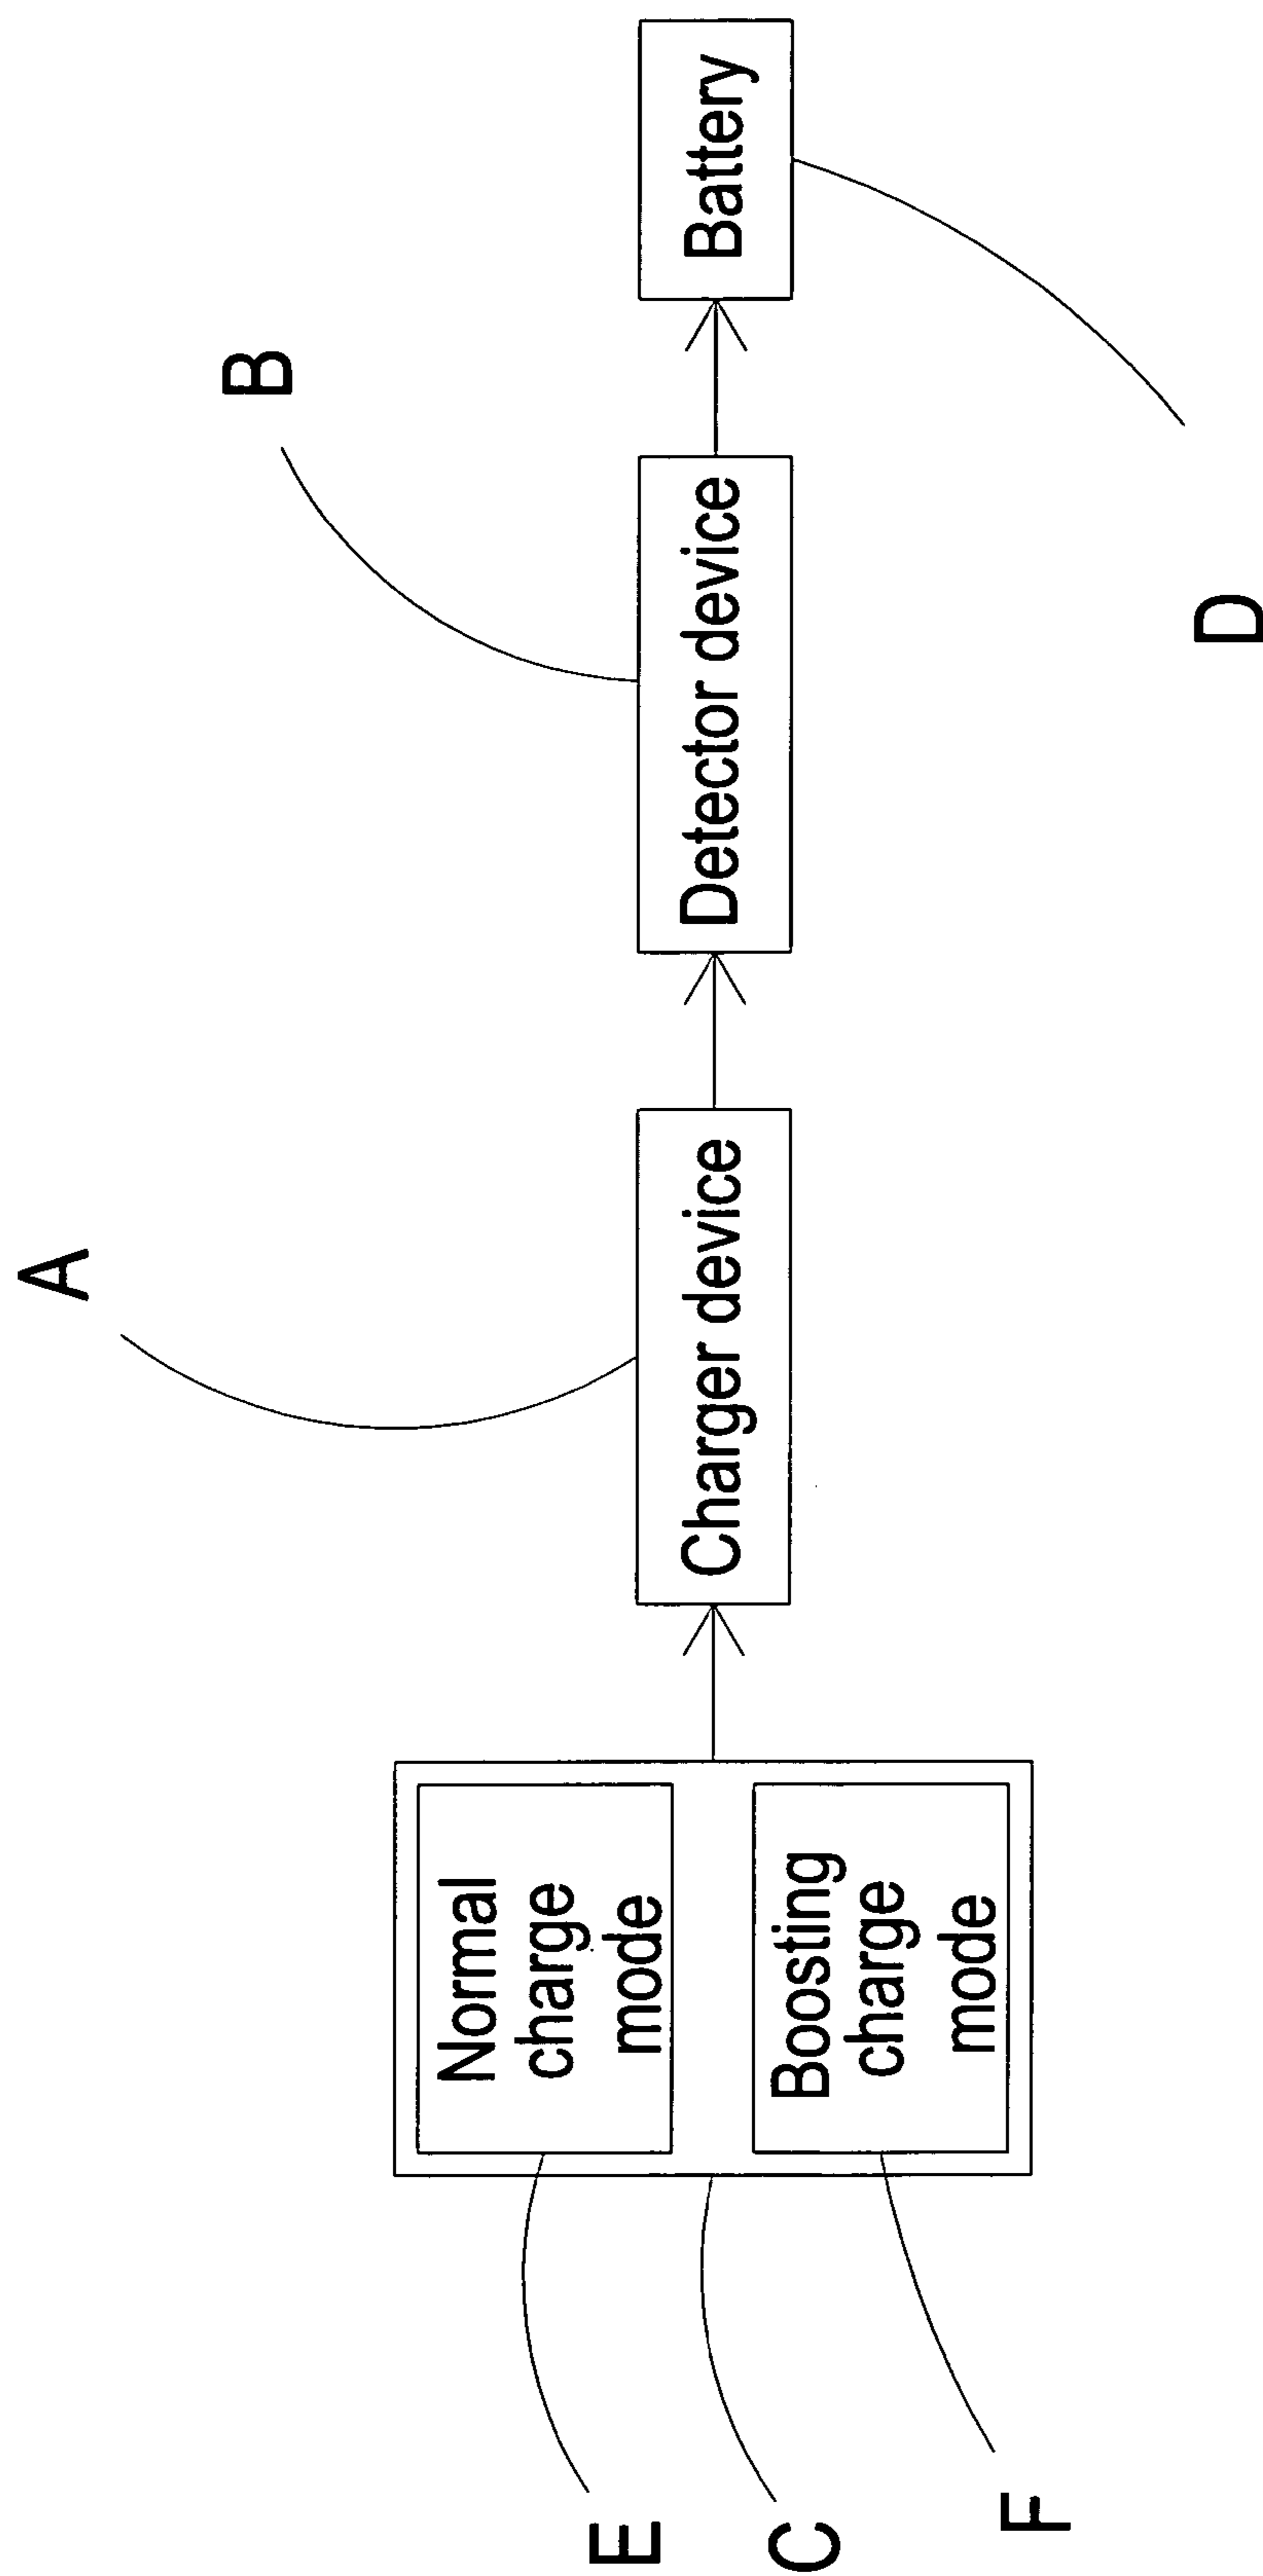 A
B
Normal
charge
mode
Boosting
charge
mode
Charger device
Detector device
Battery
E
C
F
D